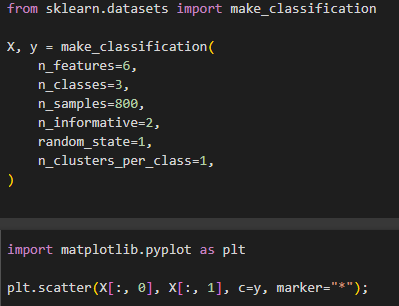 from sklearn.datasets import make_classification
X, y = make_classification(
    n_features=6,
    n_classes=3,
    n_samples=800,
    n_informative=2,
    random_state=1,
    n_clusters_per_class=1,
)
import matplotlib.pyplot as plt
plt.scatter(X[:, 0], X[:, 1], c=y, marker="*");